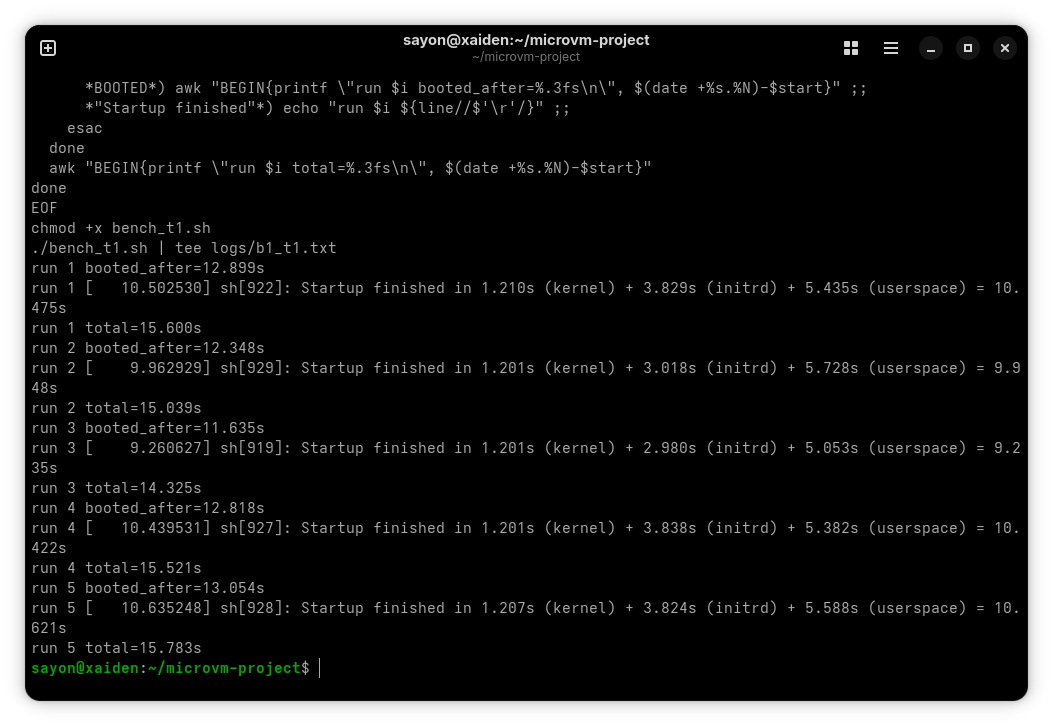 sayon@xaiden:~/microvm-project
~/microvm-project
*BOOTED*) awk "BEGIN{printf \"run $i booted_after=%.3fs\n\", $(date +%s.%N)-$start}" ;;
*"Startup finished"*) echo "run $i ${line//$'\r'/}" ;;
esac
done
awk "BEGIN{printf \"run $i total=%.3fs\n\", $(date +%s.%N)-$start}"
done
EOF
chmod +x bench_t1.sh
./bench_t1.sh | tee logs/b1_t1.txt
run 1 booted_after=12.899s
run 1 [   10.502530] sh[922]: Startup finished in 1.210s (kernel) + 3.829s (initrd) + 5.435s (userspace) = 10.
475s
run 1 total=15.600s
run 2 booted_after=12.348s
run 2 [    9.962929] sh[929]: Startup finished in 1.201s (kernel) + 3.018s (initrd) + 5.728s (userspace) = 9.9
48s
run 2 total=15.039s
run 3 booted_after=11.635s
run 3 [    9.260627] sh[919]: Startup finished in 1.201s (kernel) + 2.980s (initrd) + 5.053s (userspace) = 9.2
35s
run 3 total=14.325s
run 4 booted_after=12.818s
run 4 [   10.439531] sh[927]: Startup finished in 1.201s (kernel) + 3.838s (initrd) + 5.382s (userspace) = 10.
422s
run 4 total=15.521s
run 5 booted_after=13.054s
run 5 [   10.635248] sh[928]: Startup finished in 1.207s (kernel) + 3.824s (initrd) + 5.588s (userspace) = 10.
621s
run 5 total=15.783s
sayon@xaiden:~/microvm-project$